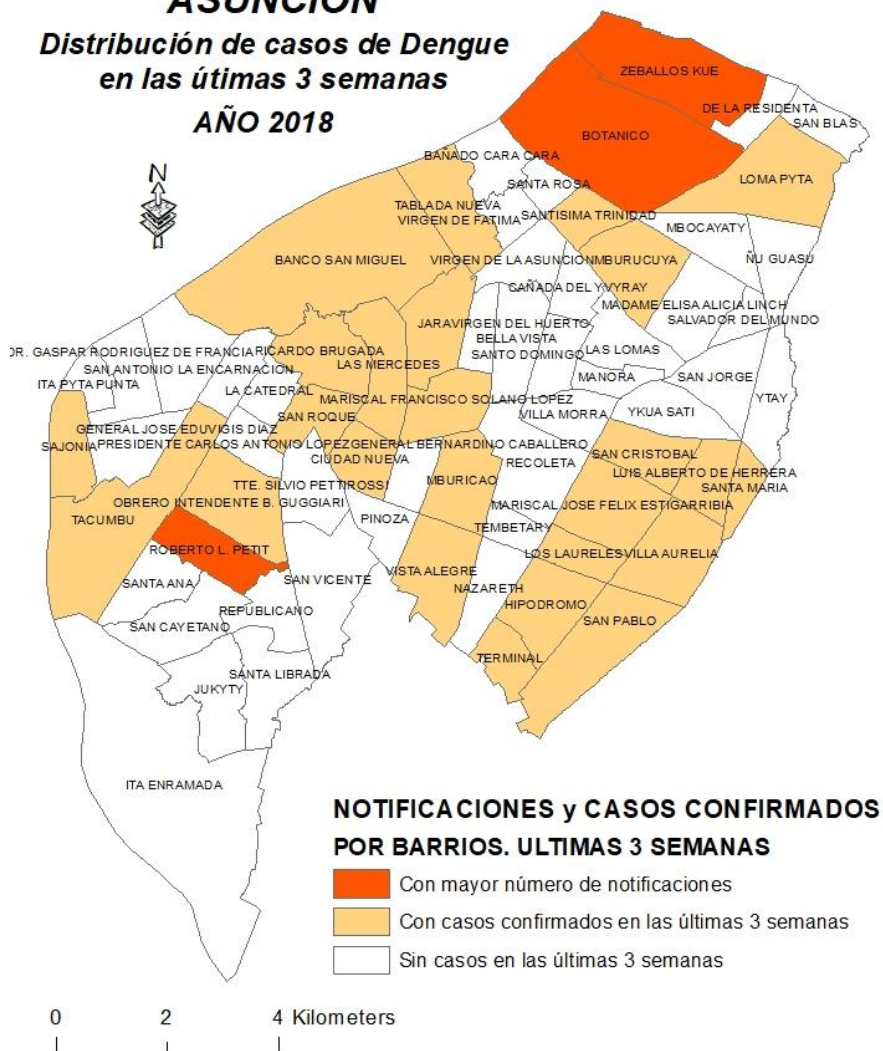 ASUNCIÓN
Distribución de casos de Dengue
en las útimas 3 semanas
AÑO 2018
N
ZEBALLOS KUE
DE LA RESIDENTA
SAN BLAS
BOTANICO
BAÑADO CARA CARA
LOMA PYTA
SANTA ROSA
TABLADA NUEVA
VIRGEN DE FATIMA
SANTISIMA TRINIDAD
MBOCAYATY
BANCO SAN MIGUEL
VIRGEN DE LA ASUNCION
MBURUCUYA
ÑU GUASU
CAÑADA DEL YVYRAY
MADAME ELISA ALICIA LINCH
SALVADOR DEL MUNDO
JARA
VIRGEN DEL HUERTO
BELLA VISTA
DR. GASPAR RODRIGUEZ DE FRANCIA
RICARDO BRUGADA
SANTO DOMINGO
LAS LOMAS
SAN ANTONIO
LA ENCARNACION
LAS MERCEDES
ITA PYTA PUNTA
LA CATEDRAL
MANORA
SAN JORGE
MARISCAL FRANCISCO SOLANO LOPEZ
YTAY
SAN ROQUE
VILLA MORRA
YKUA SATI
GENERAL JOSE EDUVIGIS DIAZ
SAJONIA
PRESIDENTE CARLOS ANTONIO LOPEZ
GENERAL BERNARDINO CABALLERO
CIUDAD NUEVA
RECOLETA
SAN CRISTOBAL
LUIS ALBERTO DE HERRERA
SANTA MARIA
TTE. SILVIO PETTIROSSI
MBURICAO
OBRERO INTENDENTE B. GUGGIARI
MARISCAL JOSE FELIX ESTIGARRIBIA
TACUMBU
PINOZA
TEMBETARY
ROBERTO L. PETIT
LOS LAURELES
VILLA AURELIA
SANTA ANA
SAN VICENTE
VISTA ALEGRE
NAZARETH
HIPODROMO
REPUBLICANO
SAN PABLO
SAN CAYETANO
TERMINAL
SANTA LIBRADA
JUKYTY
ITA ENRAMADA
NOTIFICACIONES y CASOS CONFIRMADOS
POR BARRIOS. ULTIMAS 3 SEMANAS
Con mayor número de notificaciones
Con casos confirmados en las últimas 3 semanas
Sin casos en las últimas 3 semanas
0 2 4 Kilometers